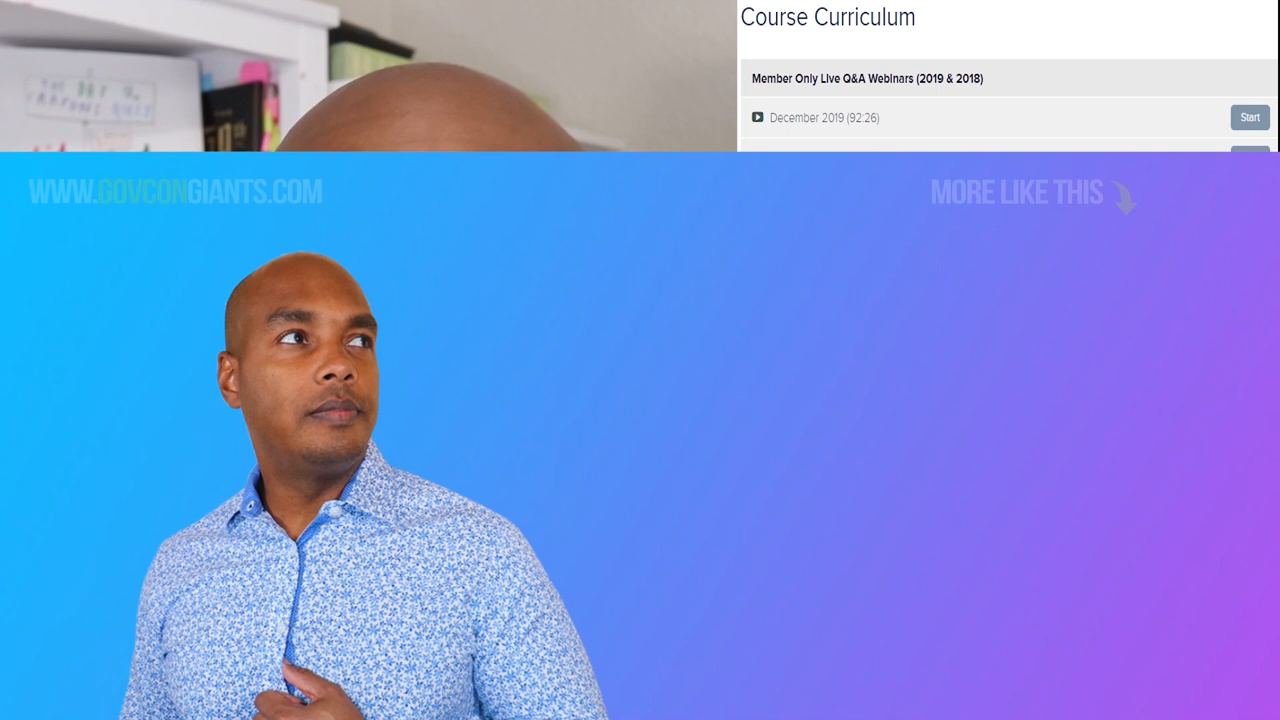 Course Curriculum
Member Only Live Q&A Webinars (2019 & 2018)
December 2019 (92:26)
Start
WWW.GOVCONGIANTS.COM
MORE LIKE THIS